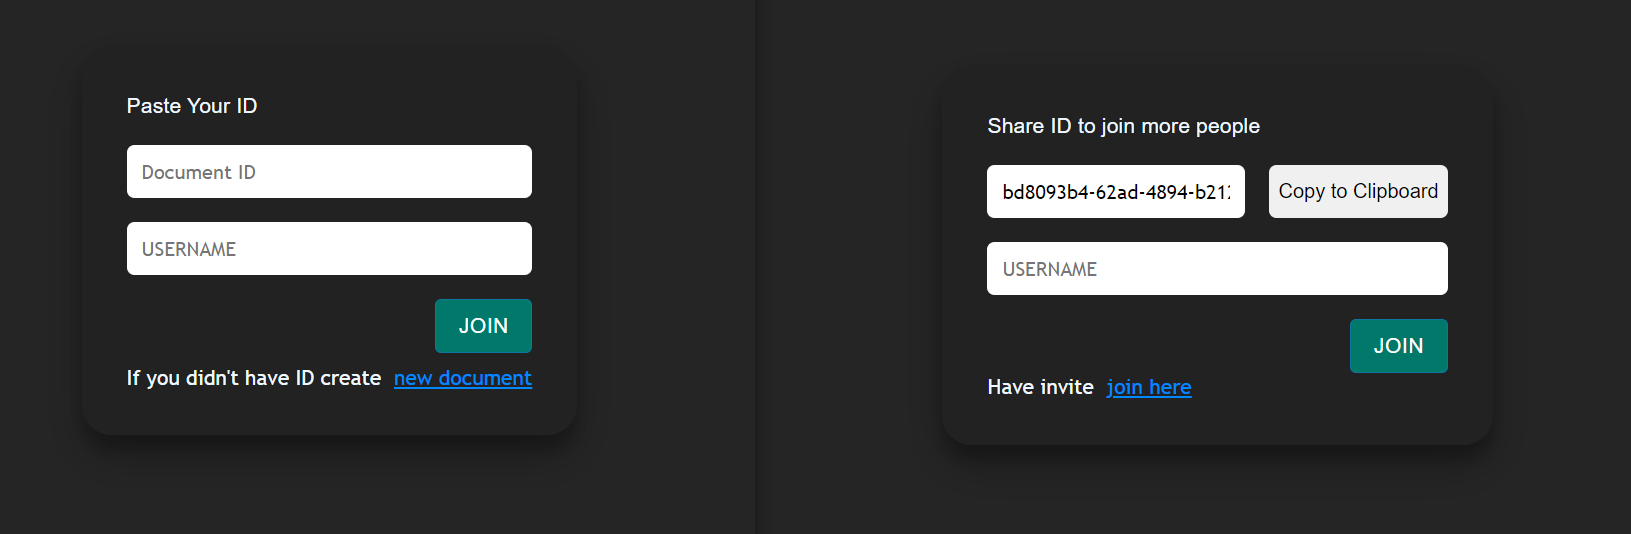 Paste Your ID
Document ID
USERNAME
JOIN
If you didn't have ID create new document
Share ID to join more people
bd8093b4-62ad-4894-b21 Copy to Clipboard
USERNAME
JOIN
Have invite join here